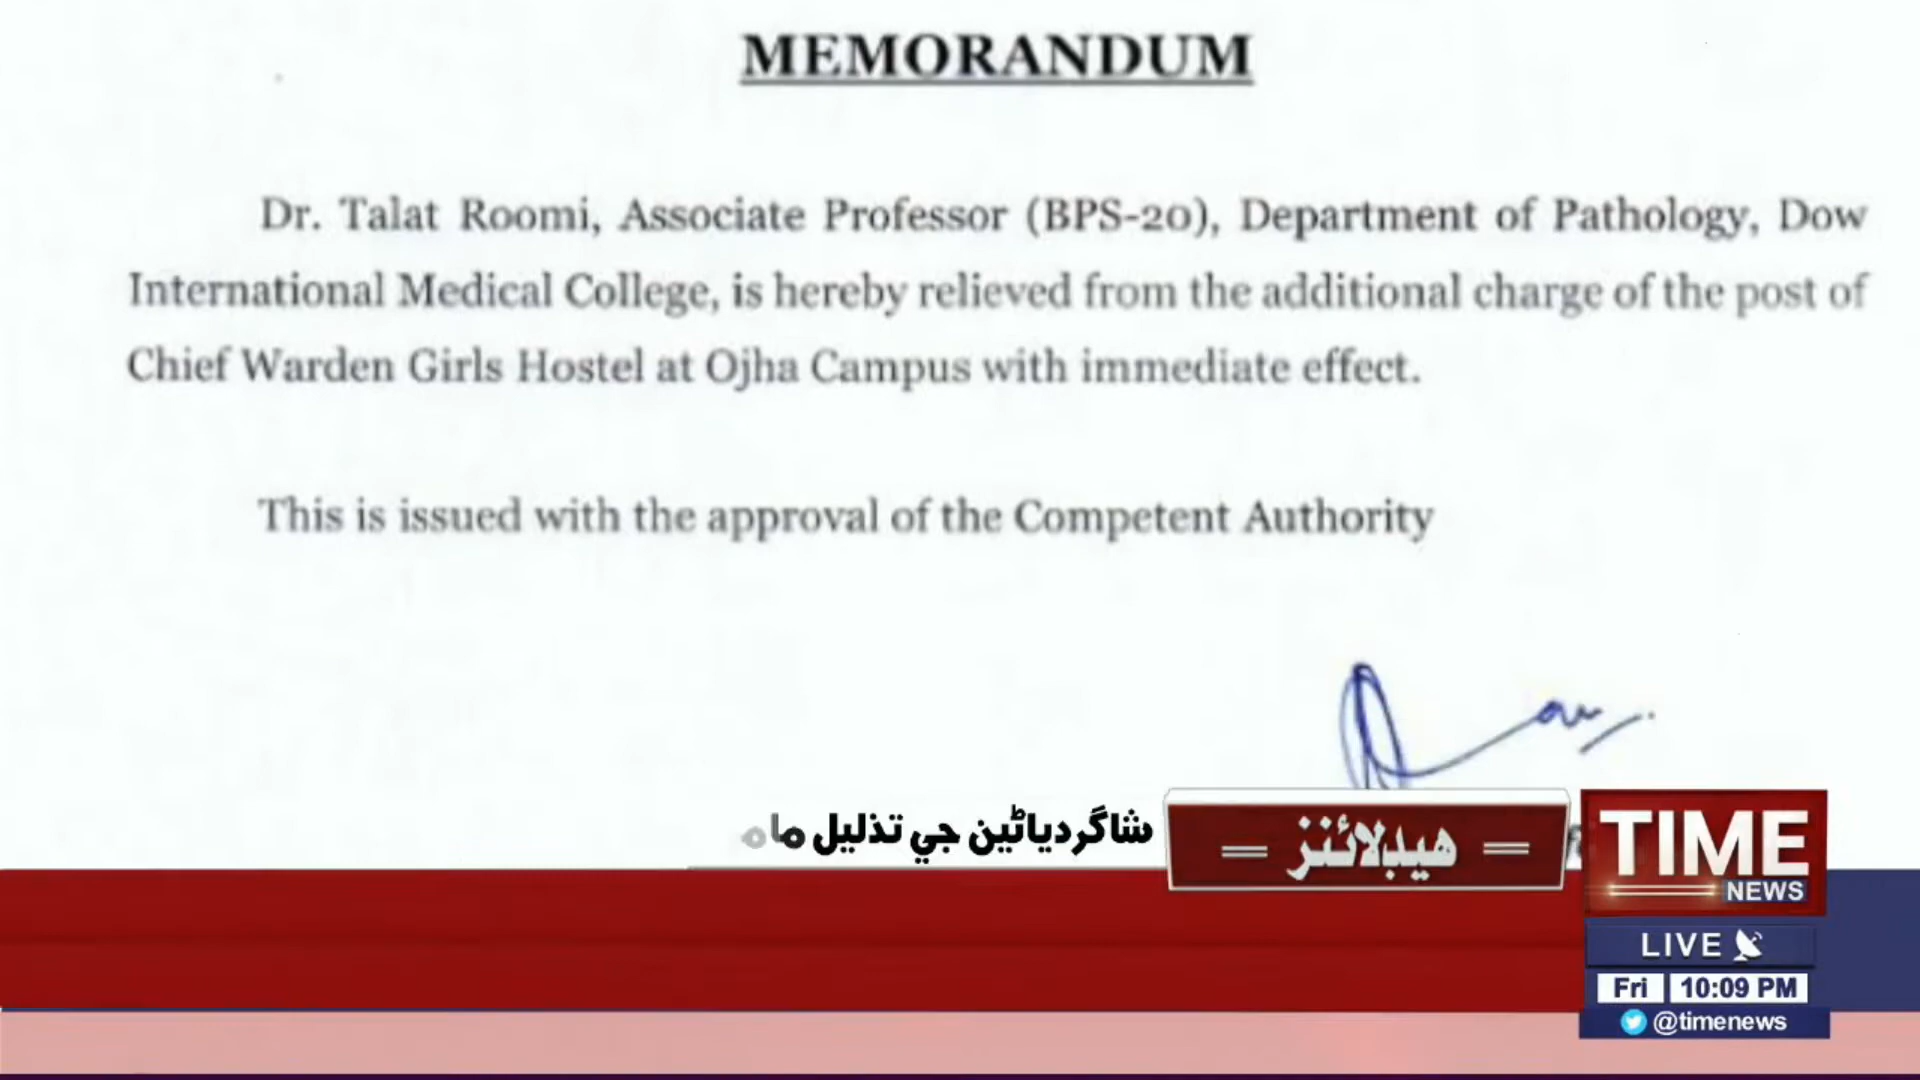 MEMORANDUM
Dr. Talat Roomi, Associate Professor (BPS-20), Department of Pathology, Dow
International Medical College, is hereby relieved from the additional charge of the post of
Chief Warden Girls Hostel at Ojha Campus with immediate effect.
This is issued with the approval of the Competent Authority
شاگردياڻين جي تذليل
هيڊلائنز
TIME
NEWS
LIVE
Fri 10:09 PM
@timenews